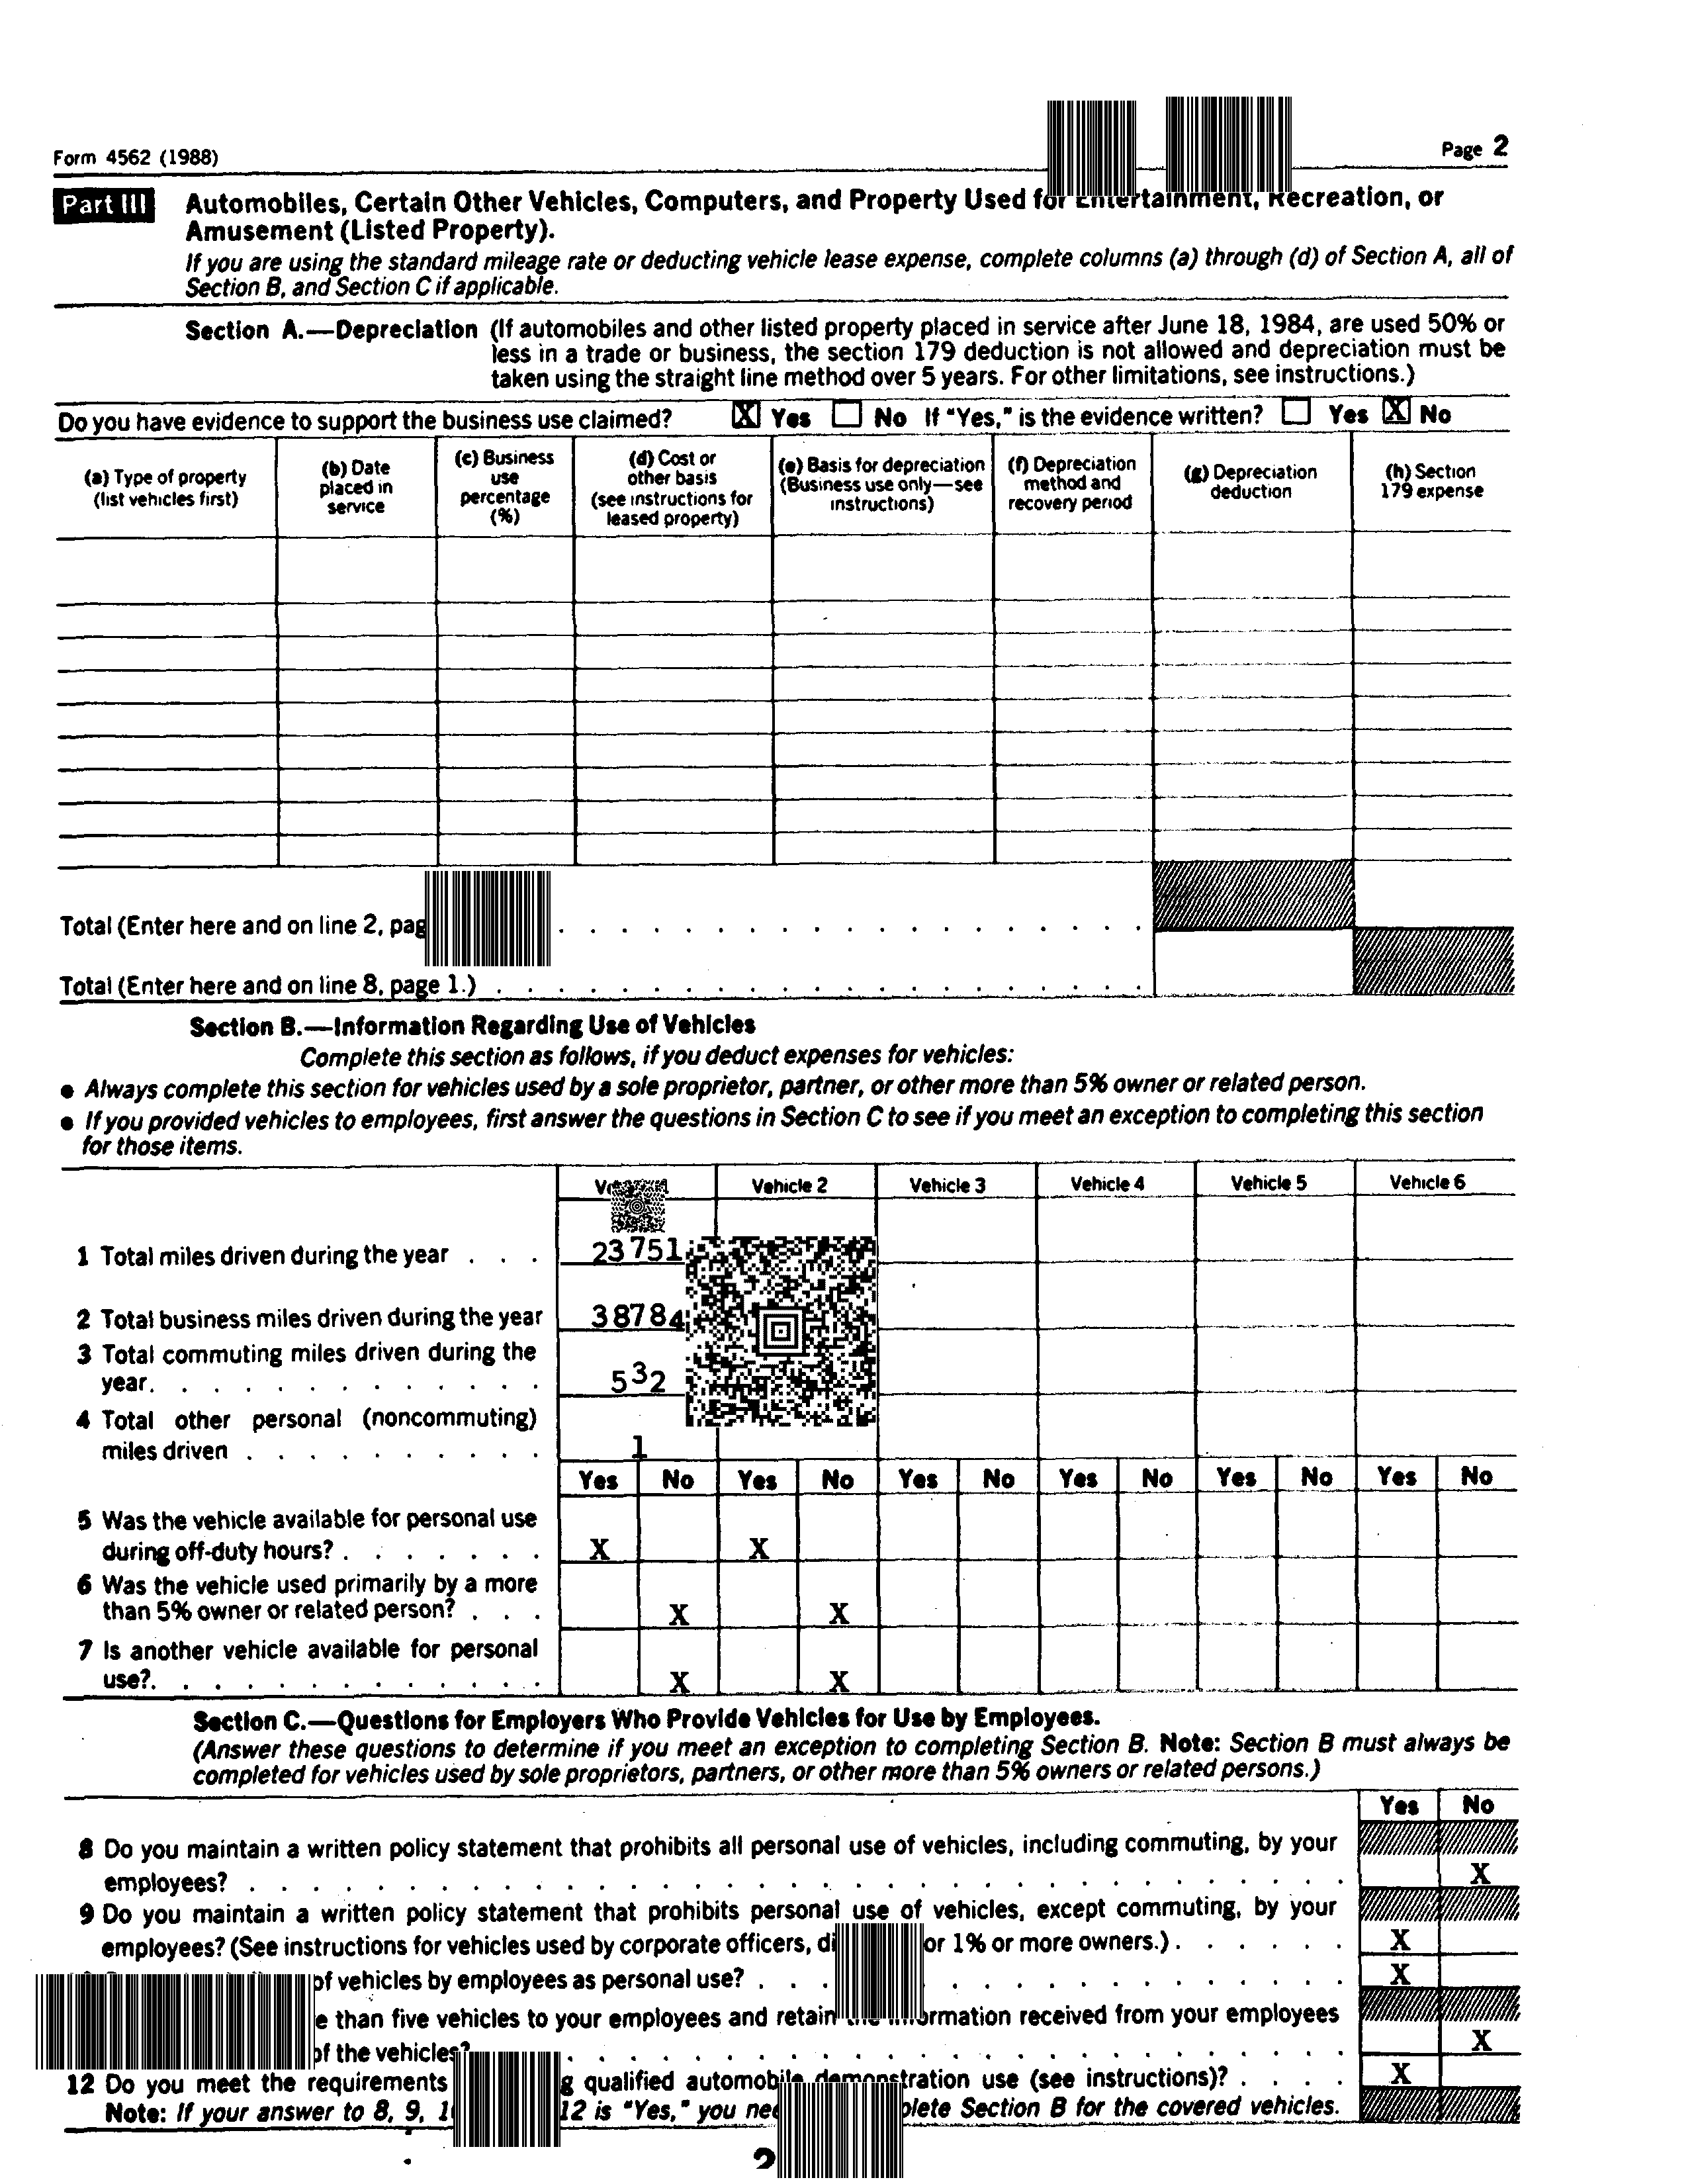 Form 4562 (1988)
Page 2
Part III Automobiles, Certain Other Vehicles, Computers, and Property Used for Entertainment, Recreation, or
Amusement (Listed Property).
If you are using the standard mileage rate or deducting vehicle lease expense, complete columns (a) through (d) of Section A, all of
Section B, and Section C if applicable.
Section A.—Depreciation (If automobiles and other listed property placed in service after June 18, 1984, are used 50% or
less in a trade or business, the section 179 deduction is not allowed and depreciation must be
taken using the straight line method over 5 years. For other limitations, see instructions.)
Do you have evidence to support the business use claimed? X Yes No If "Yes," is the evidence written? Yes X No
(a) Type of property
(list vehicles first)
(b) Date
placed in
service
(c) Business
use
percentage
(%)
(d) Cost or
other basis
(see instructions for
leased property)
(e) Basis for depreciation
(Business use only—see
instructions)
(f) Depreciation
method and
recovery period
(g) Depreciation
deduction
(h) Section
179 expense
Total (Enter here and on line 2, pag
Total (Enter here and on line 8, page 1.)
Section B.—Information Regarding Use of Vehicles
Complete this section as follows, if you deduct expenses for vehicles:
● Always complete this section for vehicles used by a sole proprietor, partner, or other more than 5% owner or related person.
● If you provided vehicles to employees, first answer the questions in Section C to see if you meet an exception to completing this section
for those items.
Vehicle 2 Vehicle 3 Vehicle 4 Vehicle 5 Vehicle 6
1 Total miles driven during the year . . . 23751
2 Total business miles driven during the year 38784
3 Total commuting miles driven during the
year. . . . . . . . . . . . . 532
4 Total other personal (noncommuting)
miles driven . . . . . . . . . . 1
Yes No Yes No Yes No Yes No Yes No Yes No
5 Was the vehicle available for personal use
during off-duty hours? . . . . . . . X X
6 Was the vehicle used primarily by a more
than 5% owner or related person? . . . X X
7 Is another vehicle available for personal
use?. . . . . . . . . . . . . X X
Section C.—Questions for Employers Who Provide Vehicles for Use by Employees.
(Answer these questions to determine if you meet an exception to completing Section B. Note: Section B must always be
completed for vehicles used by sole proprietors, partners, or other more than 5% owners or related persons.)
Yes No
8 Do you maintain a written policy statement that prohibits all personal use of vehicles, including commuting, by your
employees? X
9 Do you maintain a written policy statement that prohibits personal use of vehicles, except commuting, by your
employees? (See instructions for vehicles used by corporate officers, di or 1% or more owners.) . . . . . . X
of vehicles by employees as personal use? X
e than five vehicles to your employees and retain the information received from your employees
of the vehicles? X
12 Do you meet the requirements g qualified automobile demonstration use (see instructions)? . . . . X
Note: If your answer to 8, 9, 1 12 is "Yes," you nee plete Section B for the covered vehicles.
2